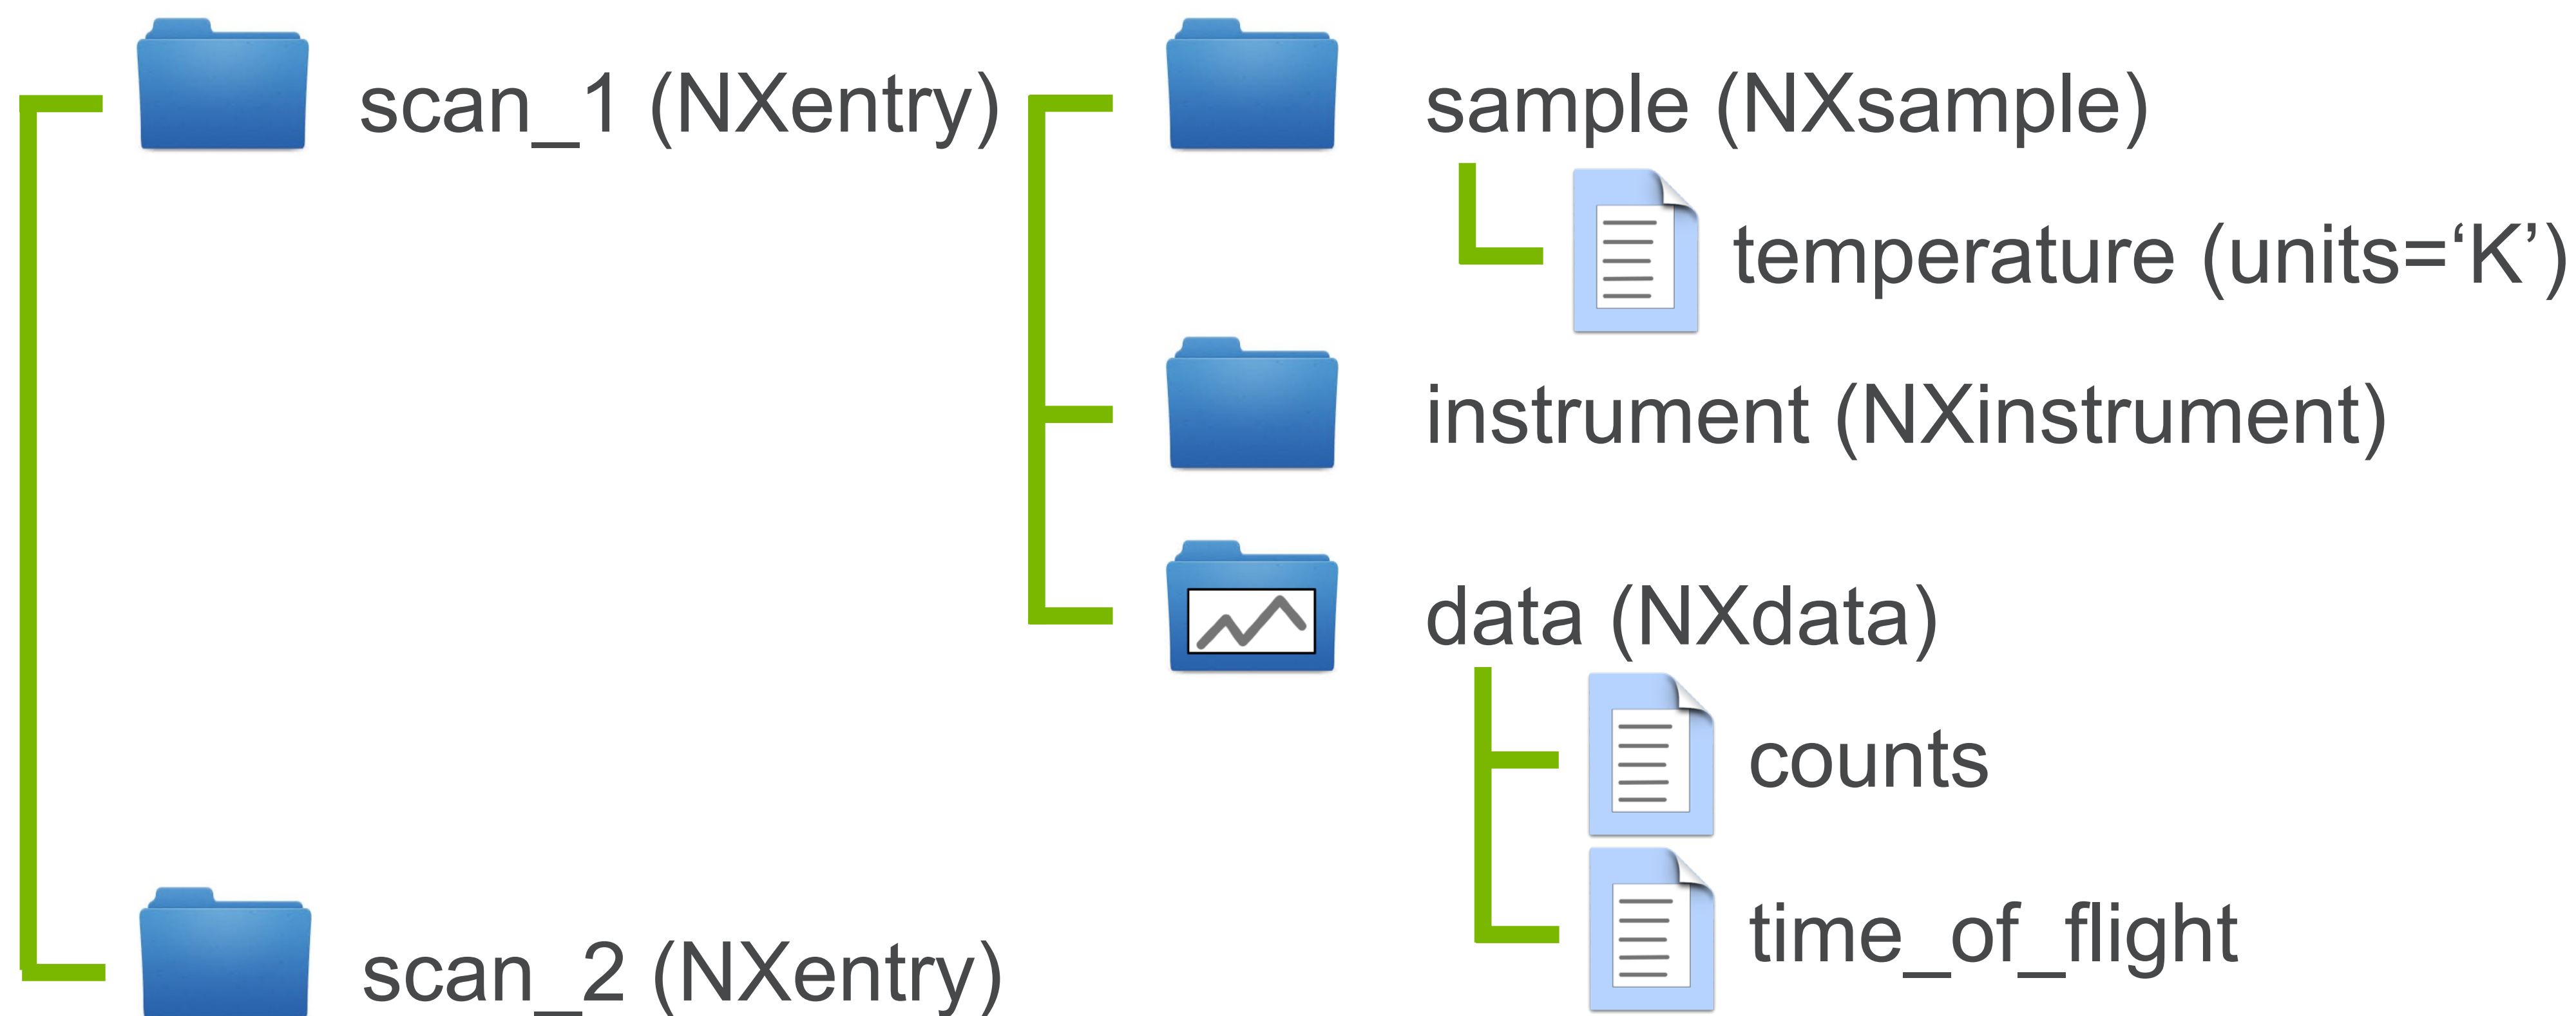 scan_1 (NXentry)
sample (NXsample)
temperature (units=‘K’)
instrument (NXinstrument)
data (NXdata)
counts
time_of_flight
scan_2 (NXentry)